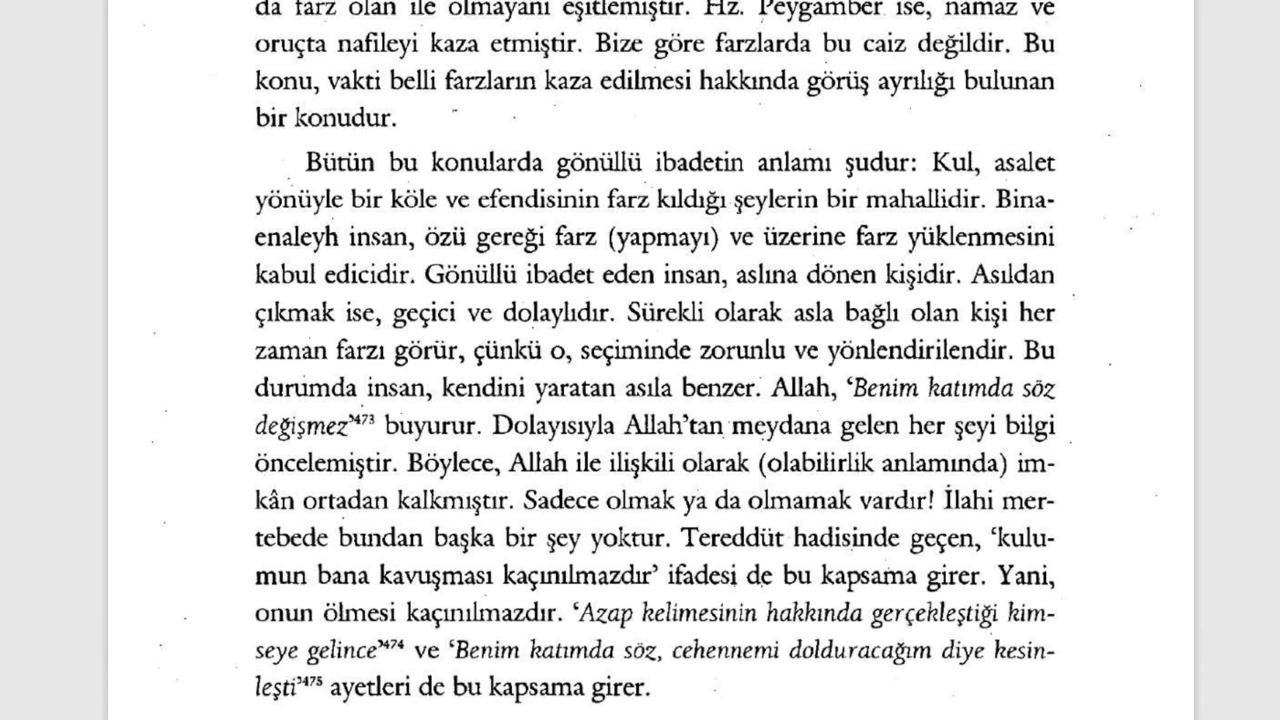 da farz olan ile olmayanı eşitlemiştir. Hz. Peygamber ise, namaz ve
oruçta nafileyi kaza etmiştir. Bize göre farzlarda bu caiz değildir. Bu
konu, vakti belli farzların kaza edilmesi hakkında görüş ayrılığı bulunan
bir konudur.
Bütün bu konularda gönüllü ibadetin anlamı şudur: Kul, asalet
yönüyle bir köle ve efendisinin farz kıldığı şeylerin bir mahallidir. Bina-
enaleyh insan, özü gereği farz (yapmayı) ve üzerine farz yüklenmesini
kabul edicidir. Gönüllü ibadet eden insan, aslına dönen kişidir. Asıldan
çıkmak ise, geçici ve dolaylıdır. Sürekli olarak asla bağlı olan kişi her
zaman farzı görür, çünkü o, seçiminde zorunlu ve yönlendirilendir. Bu
durumda insan, kendini yaratan asıla benzer. Allah, ‘Benim katımda söz
değişmez’⁴⁷³ buyurur. Dolayısıyla Allah’tan meydana gelen her şeyi bilgi
öncelemiştir. Böylece, Allah ile ilişkili olarak (olabilirlik anlamında) im-
kân ortadan kalkmıştır. Sadece olmak ya da olmamak vardır! İlahi mer-
tebede bundan başka bir şey yoktur. Tereddüt hadisinde geçen, ‘kulu-
mun bana kavuşması kaçınılmazdır’ ifadesi de bu kapsama girer. Yani,
onun ölmesi kaçınılmazdır. ‘Azap kelimesinin hakkında gerçekleştiği kim-
seye gelince’⁴⁷⁴ ve ‘Benim katımda söz, cehennemi dolduracağım diye kesin-
leşti’⁴⁷⁵ ayetleri de bu kapsama girer.